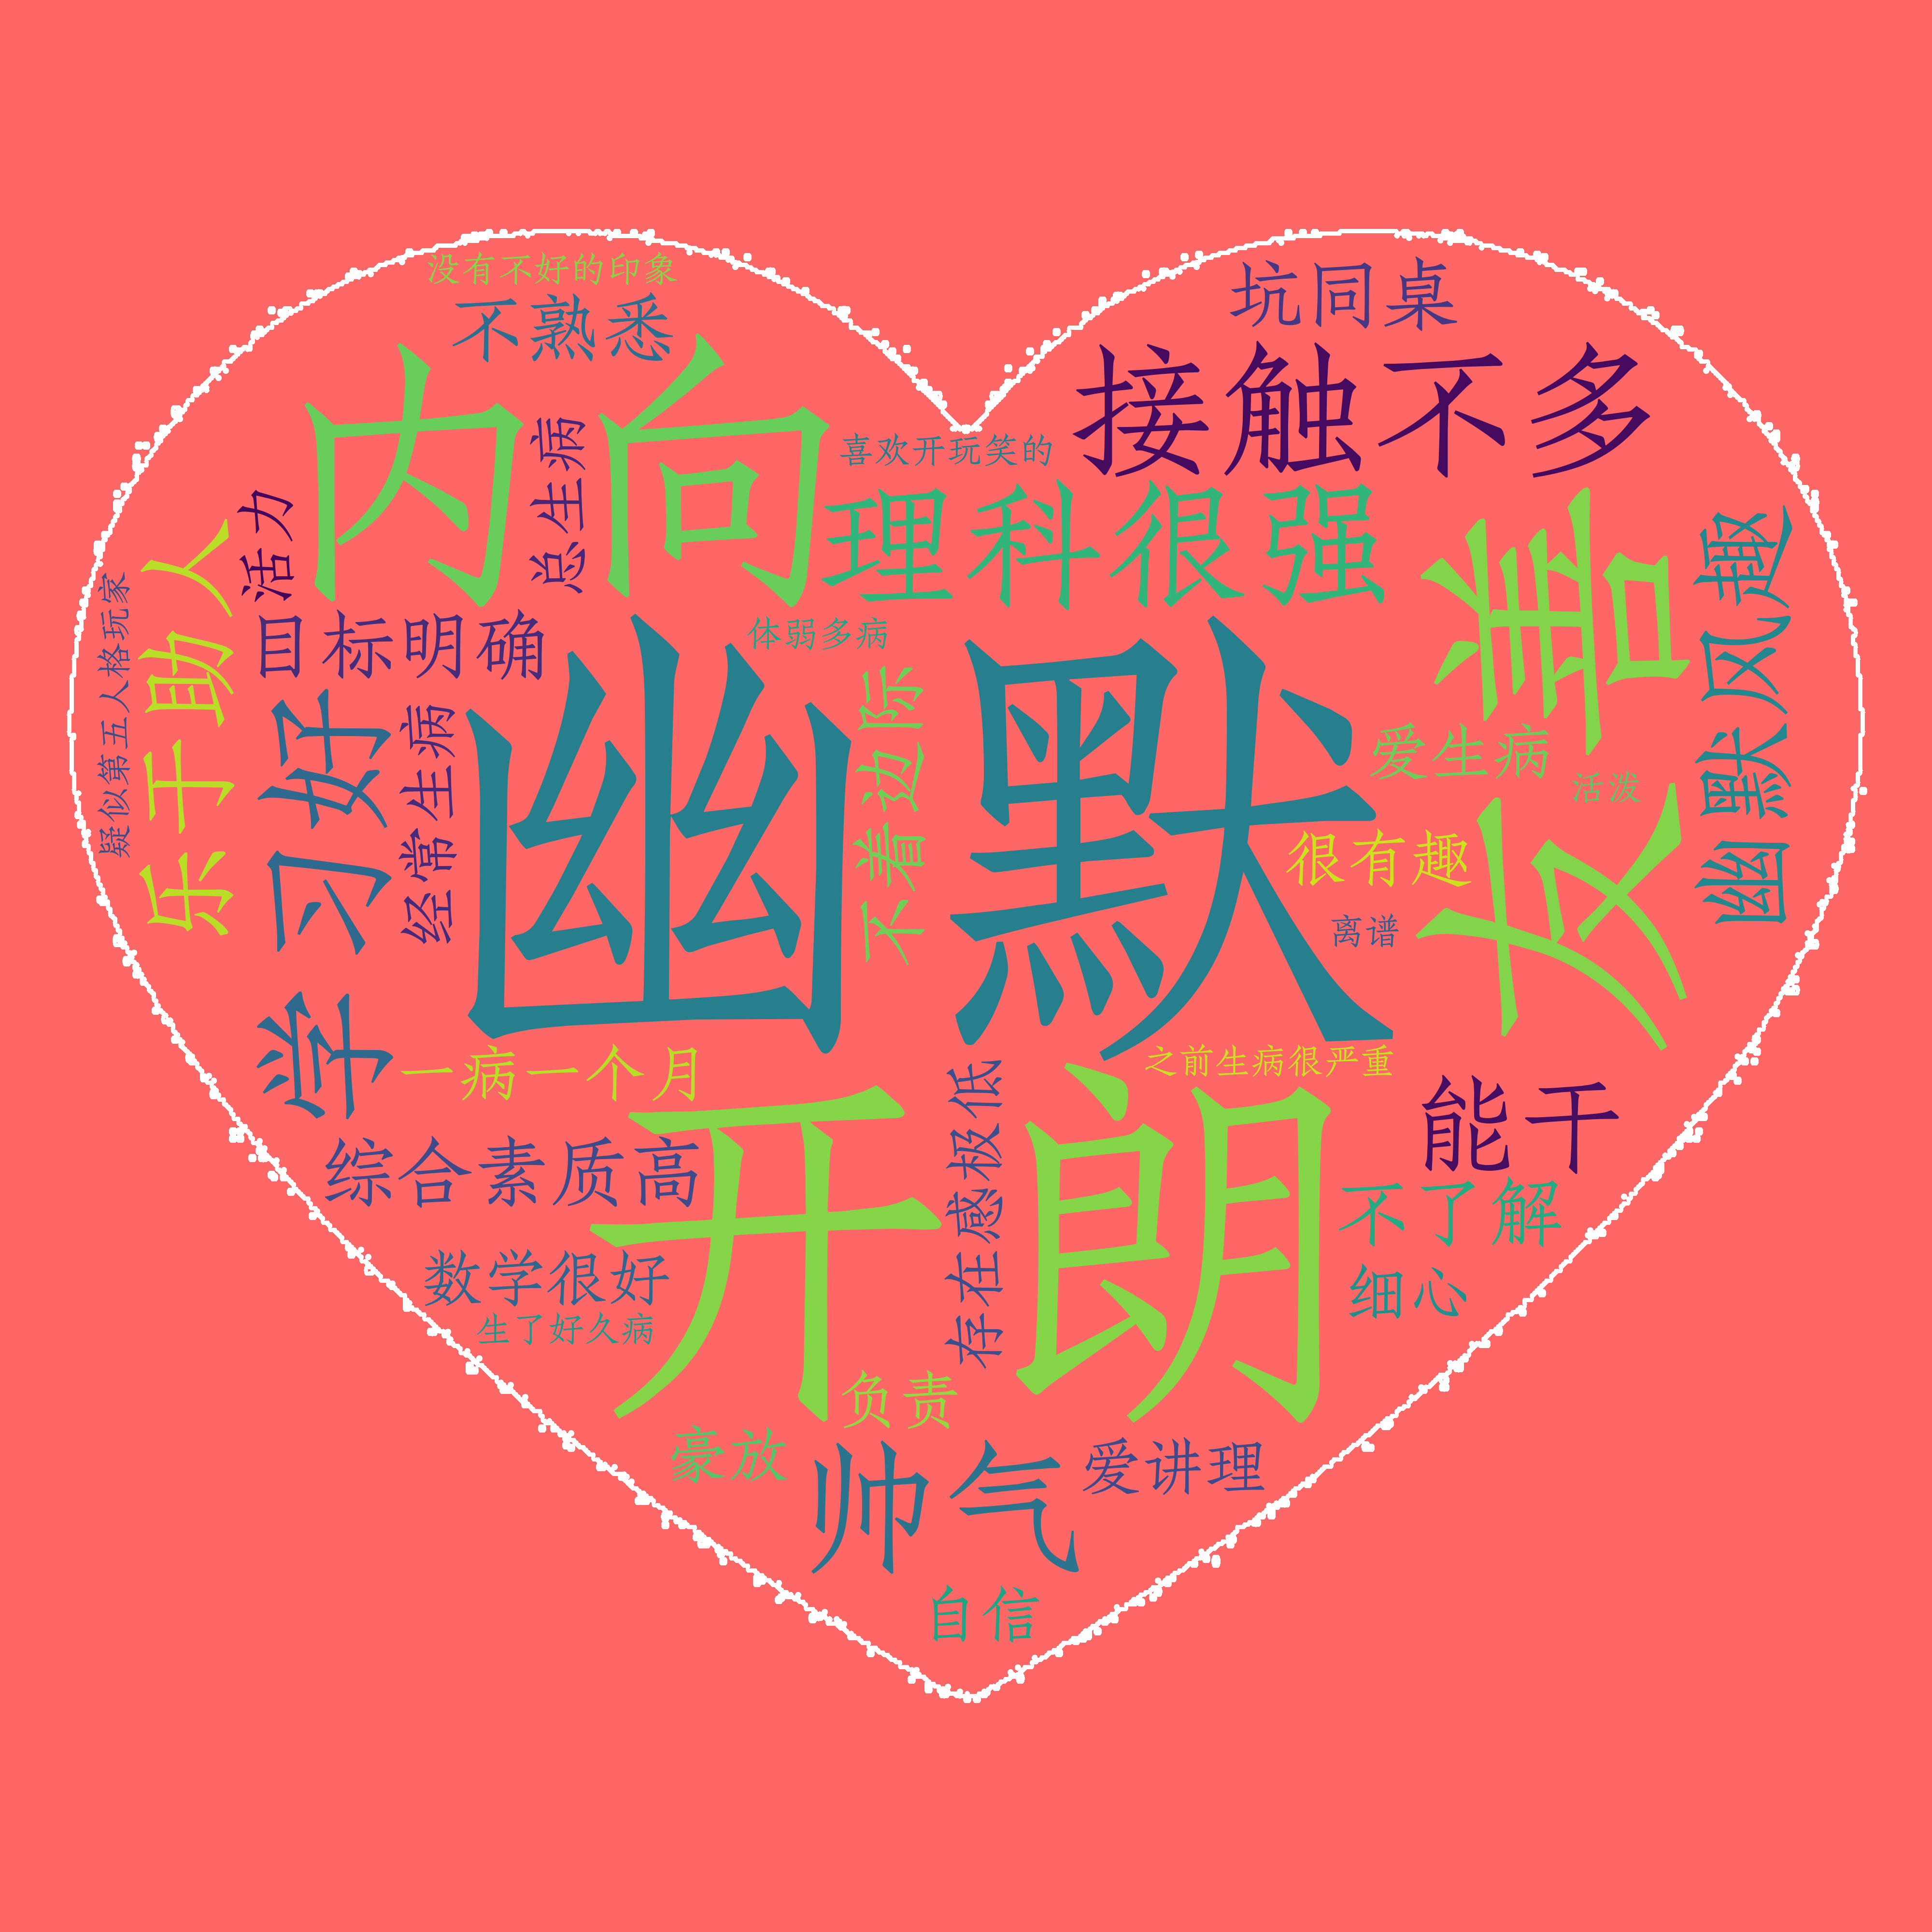 没有不好的印象
不熟悉
坑同桌
内向
接触不多
总生病
喜欢开玩笑的
理科很强
活力
友善
幽默风趣
乐于助人
疑似第五人格玩家
目标明确
体弱多病
幽默
学习好
经常生病
不着边际
爱生病
活泼
很有趣
离谱
一病一个月
之前生病很严重
开朗
存在感极低
能干
综合素质高
不了解
数学很好
细心
生了好久病
负责
豪放
帅气
爱讲理
自信